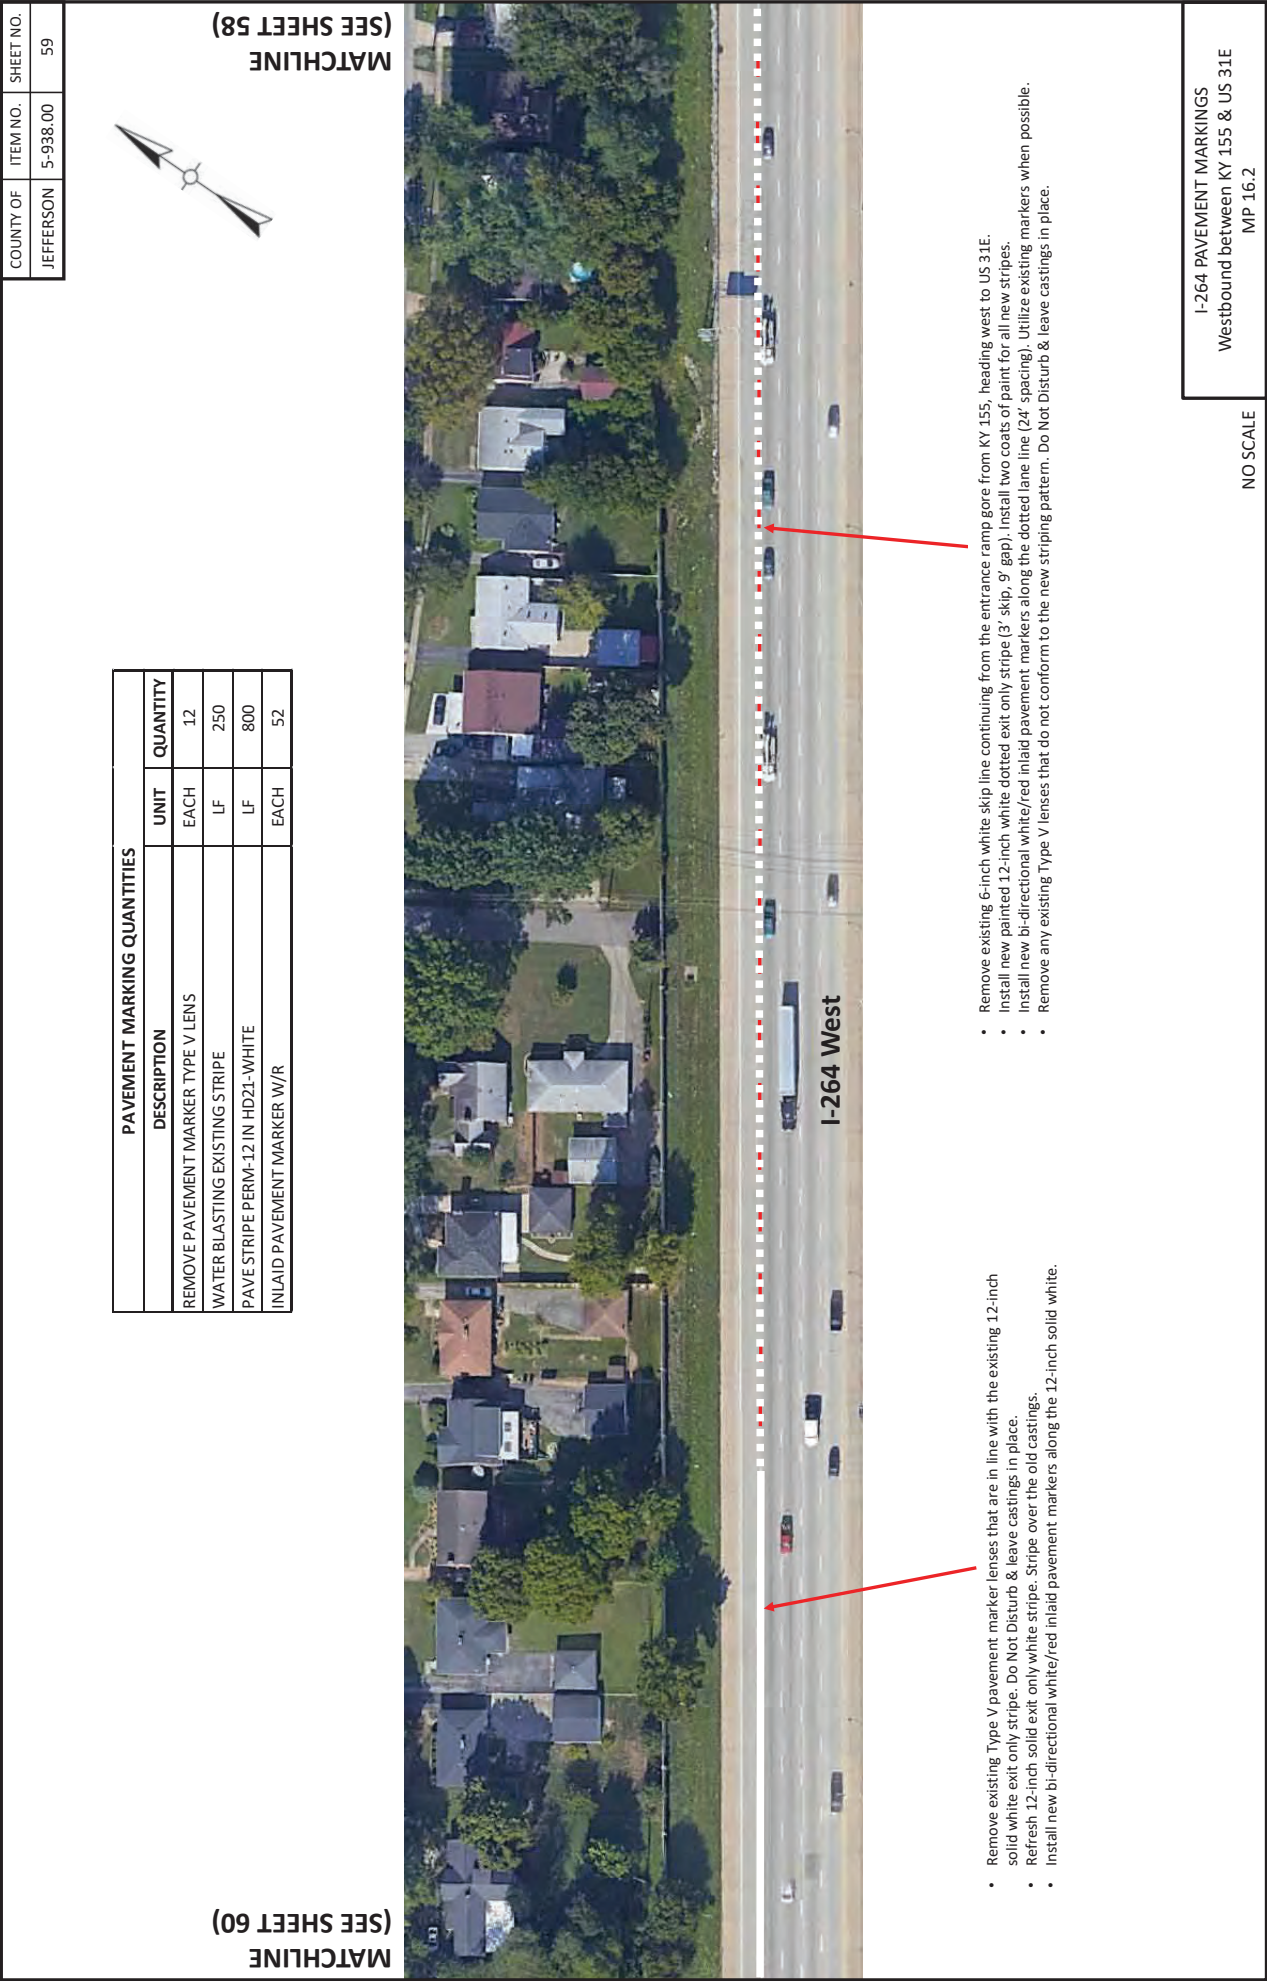 COUNTY OF ITEM NO. SHEET NO.
JEFFERSON 5-938.00 59
MATCHLINE
(SEE SHEET 60)
MATCHLINE
(SEE SHEET 58)
PAVEMENT MARKING QUANTITIES
DESCRIPTION UNIT QUANTITY
REMOVE PAVEMENT MARKER TYPE V LENS EACH 12
WATER BLASTING EXISTING STRIPE LF 250
PAVE STRIPE PERM-12 IN HD21-WHITE LF 800
INLAID PAVEMENT MARKER W/R EACH 52
I-264 West
• Remove existing Type V pavement marker lenses that are in line with the existing 12-inch
solid white exit only stripe. Do Not Disturb & leave castings in place.
• Refresh 12-inch solid exit only white stripe. Stripe over the old castings.
• Install new bi-directional white/red inlaid pavement markers along the 12-inch solid white.
• Remove existing 6-inch white skip line continuing from the entrance ramp gore from KY 155, heading west to US 31E.
• Install new painted 12-inch white dotted exit only stripe (3’ skip, 9’ gap). Install two coats of paint for all new stripes.
• Install new bi-directional white/red inlaid pavement markers along the dotted lane line (24’ spacing). Utilize existing markers when possible.
• Remove any existing Type V lenses that do not conform to the new striping pattern. Do Not Disturb & leave castings in place.
NO SCALE
I-264 PAVEMENT MARKINGS
Westbound between KY 155 & US 31E
MP 16.2